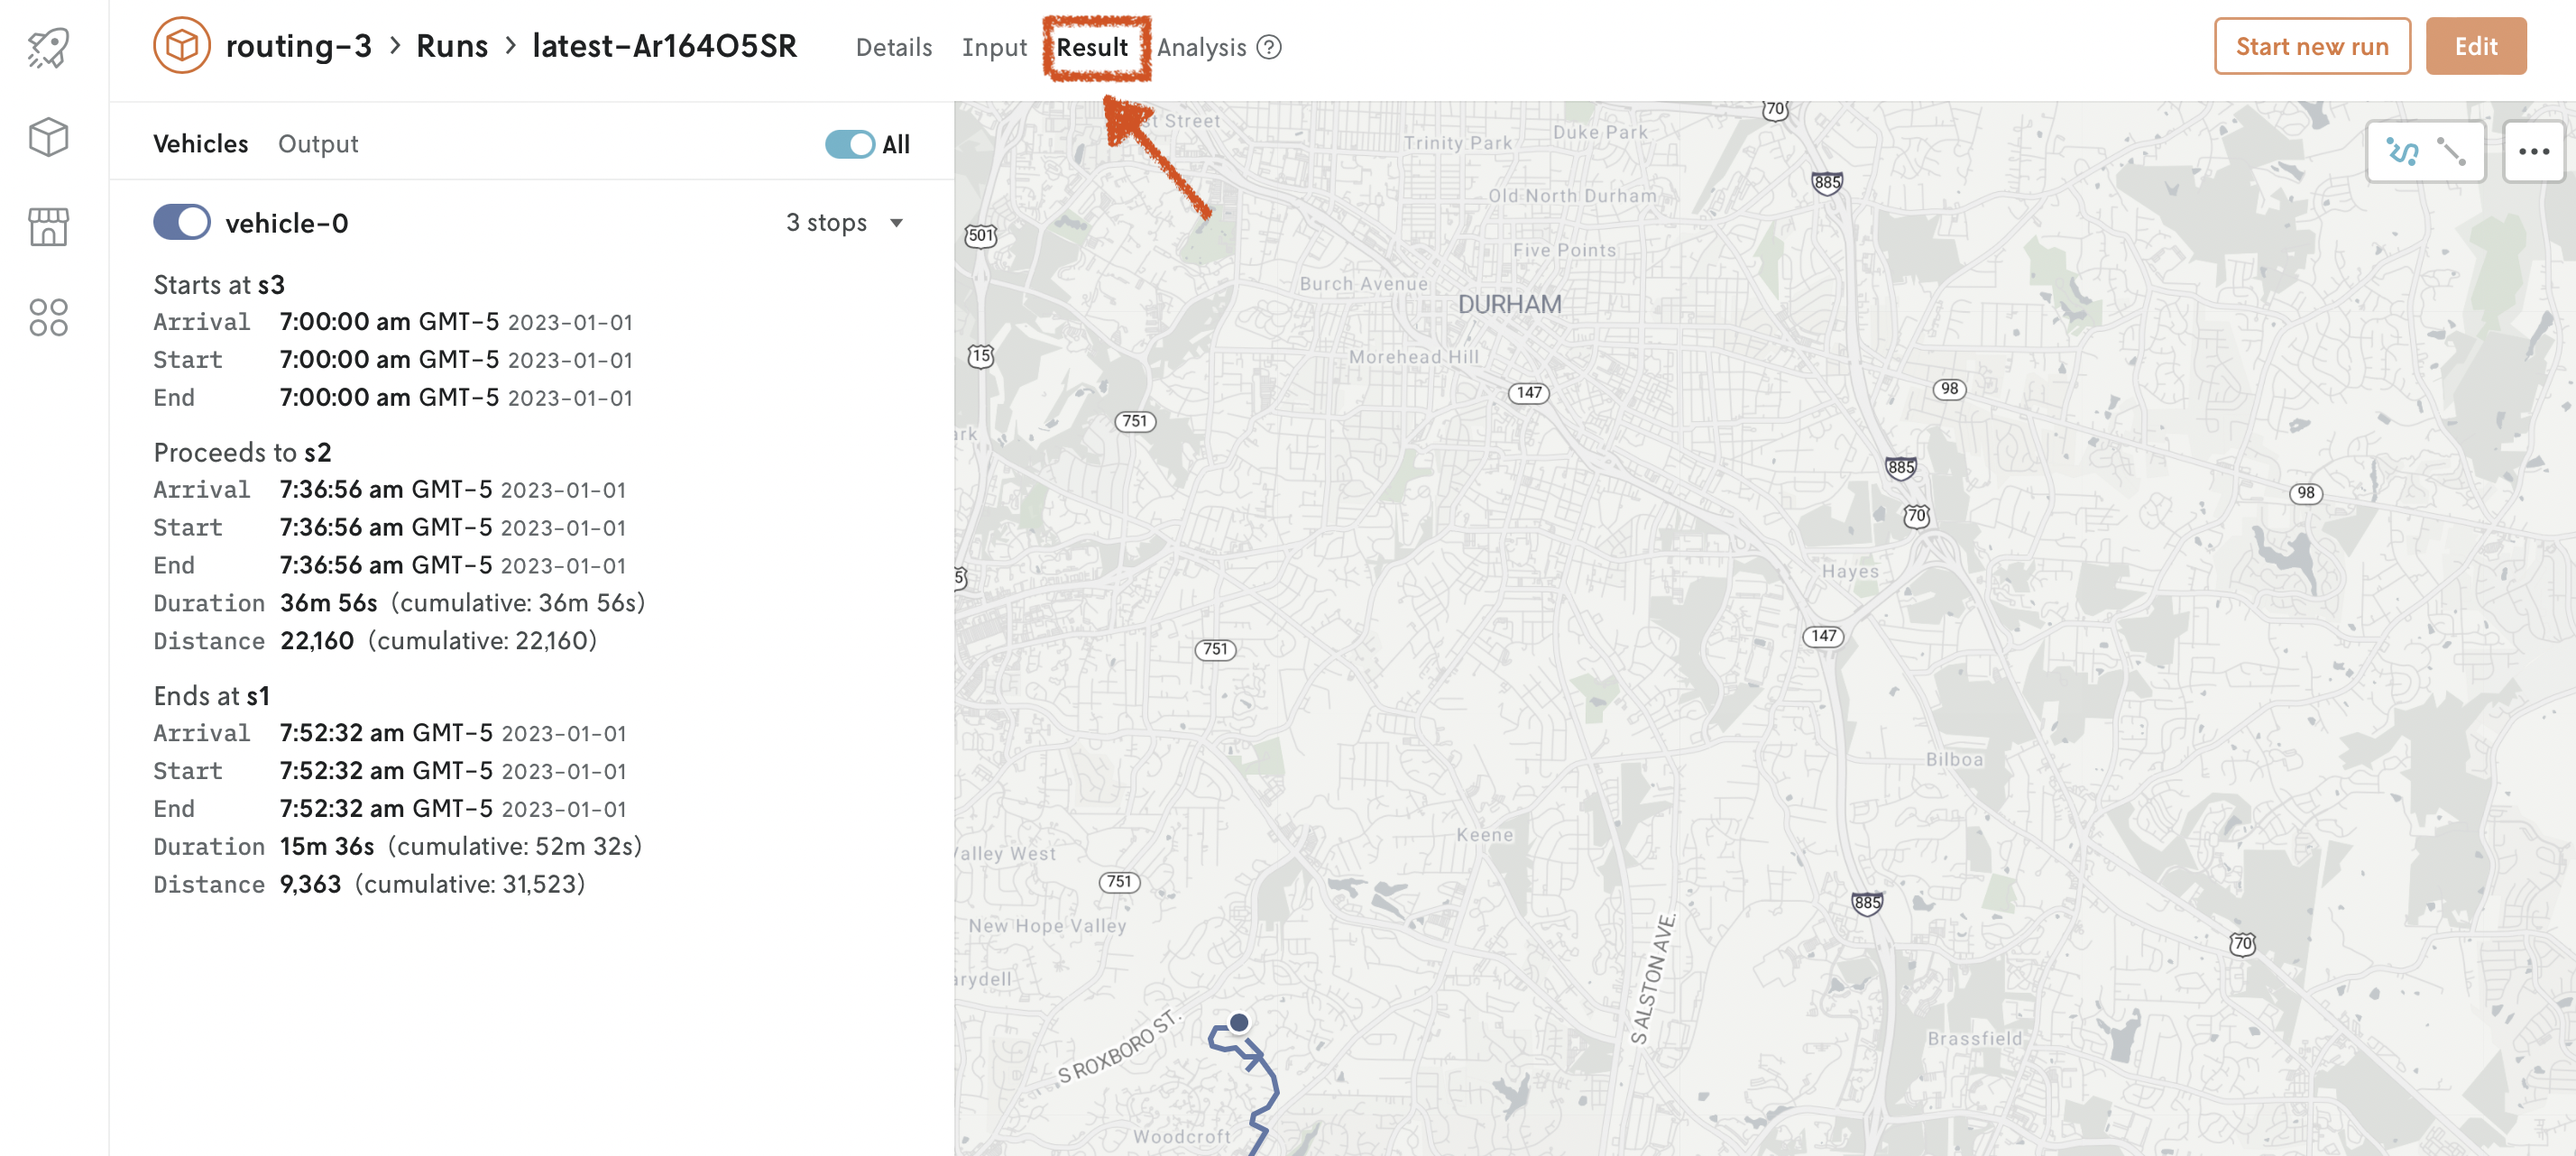 routing-3 > Runs > latest-Ar164O5SR
Details Input Result Analysis ?
Start new run
Edit
Vehicles Output
All
vehicle-0
3 stops
Starts at s3
Arrival 7:00:00 am GMT-5 2023-01-01
Start 7:00:00 am GMT-5 2023-01-01
End 7:00:00 am GMT-5 2023-01-01
Proceeds to s2
Arrival 7:36:56 am GMT-5 2023-01-01
Start 7:36:56 am GMT-5 2023-01-01
End 7:36:56 am GMT-5 2023-01-01
Duration 36m 56s (cumulative: 36m 56s)
Distance 22,160 (cumulative: 22,160)
Ends at s1
Arrival 7:52:32 am GMT-5 2023-01-01
Start 7:52:32 am GMT-5 2023-01-01
End 7:52:32 am GMT-5 2023-01-01
Duration 15m 36s (cumulative: 52m 32s)
Distance 9,363 (cumulative: 31,523)
70
Street
Duke Park
Trinity Park
885
Old North Durham
501
Five Points
Burch Avenue
DURHAM
15
Morehead Hill
147
98
751
885
98
70
Hayes
147
751
Bilboa
Keene
Valley West
751
885
New Hope Valley
70
S ALSTON AVE.
S ROXBORO ST.
Brassfield
Woodcroft